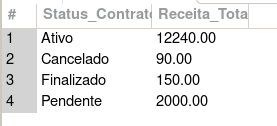 # Status_Contrato Receita_Tota
1 Ativo 12240.00
2 Cancelado 90.00
3 Finalizado 150.00
4 Pendente 2000.00